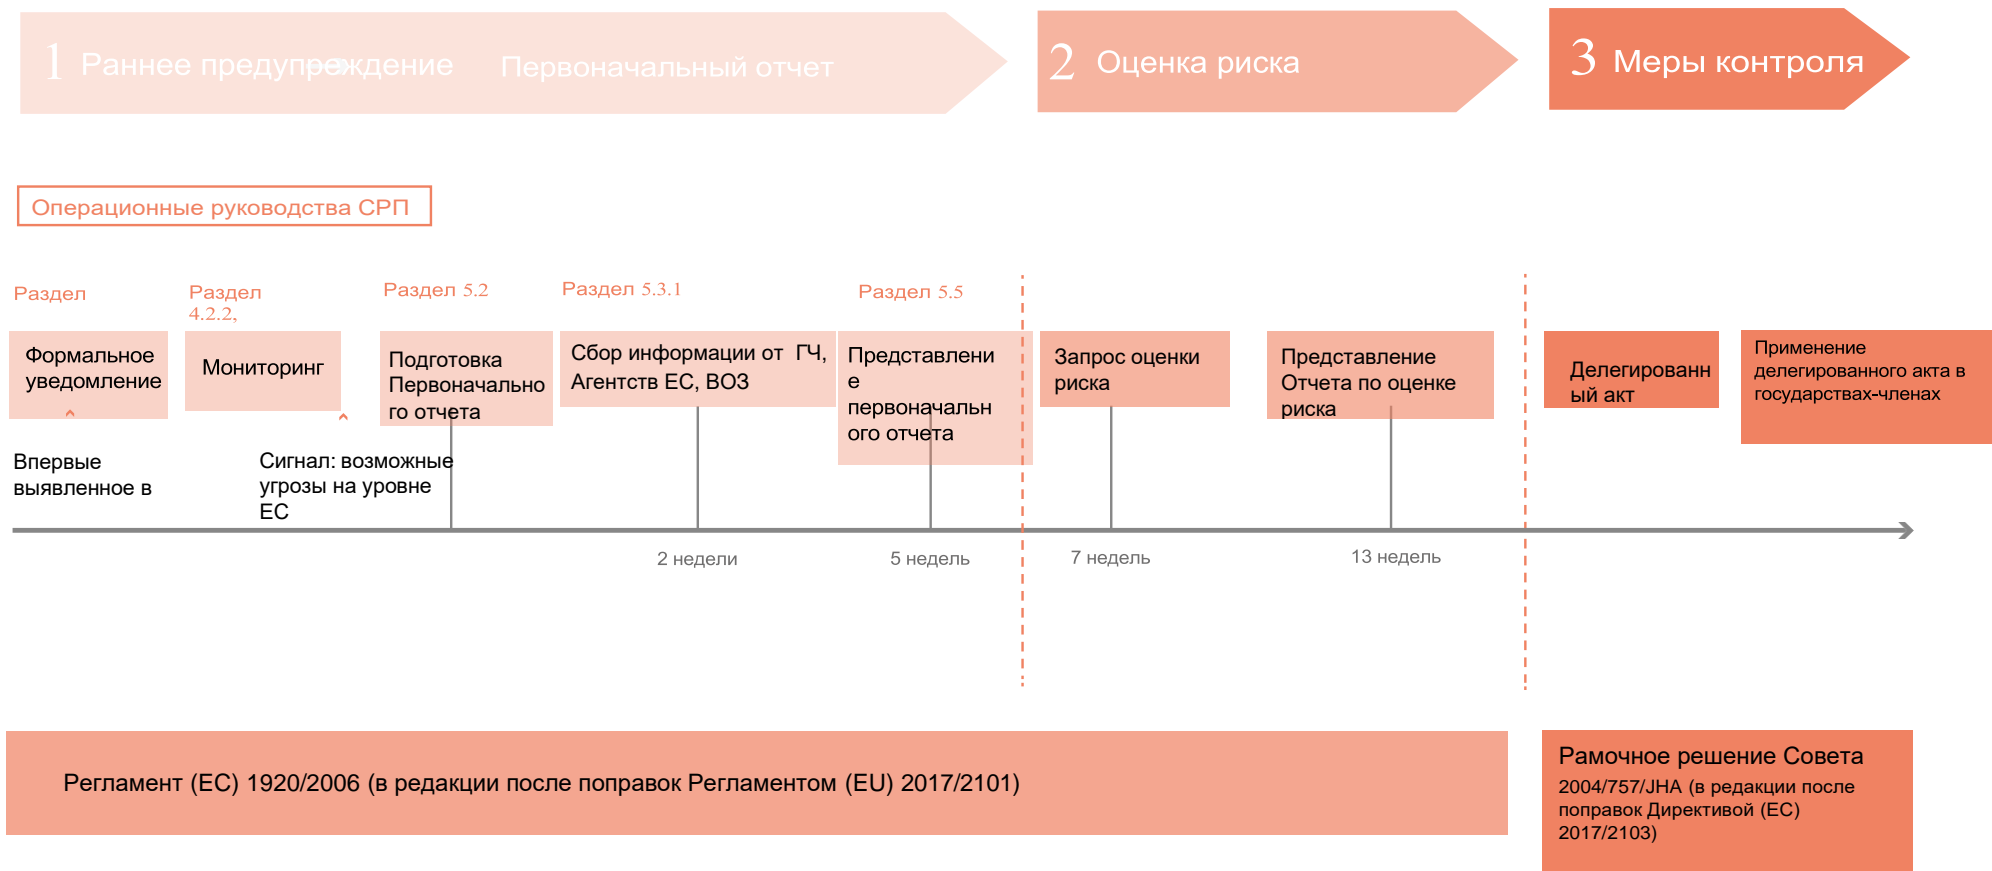 1 Раннее предупреждение Первоначальный отчет
2 Оценка риска
3 Меры контроля
Операционные руководства СРП
Раздел
Раздел
4.2.2,
Раздел 5.2
Раздел 5.3.1
Раздел 5.5
Формальное
уведомление
Мониторинг
Подготовка
Первоначально
го отчета
Сбор информации от ГЧ,
Агентств ЕС, ВОЗ
Представлени
е
первоначальн
ого отчета
Запрос оценки
риска
Представление
Отчета по оценке
риска
Делегированн
ый акт
Применение
делегированного акта в
государствах-членах
Впервые
выявленное в
Сигнал: возможные
угрозы на уровне
ЕС
2 недели
5 недель
7 недель
13 недель
Регламент (ЕС) 1920/2006 (в редакции после поправок Регламентом (EU) 2017/2101)
Рамочное решение Совета
2004/757/JHA (в редакции после
поправок Директивой (ЕС)
2017/2103)